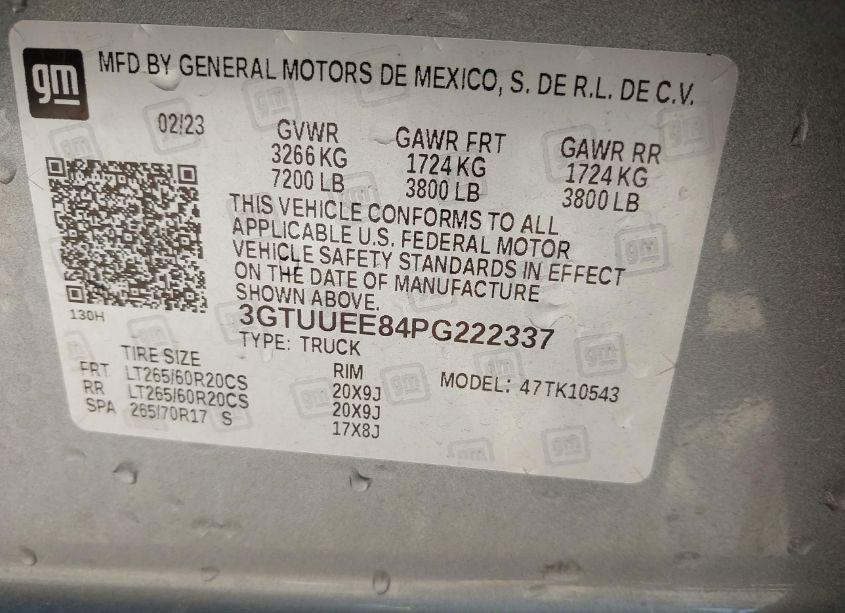 gm MFD BY GENERAL MOTORS DE MEXICO, S. DE R.L. DE C.V.
02/23 GVWR GAWR FRT GAWR RR
3266 KG 1724 KG 1724 KG
7200 LB 3800 LB 3800 LB
THIS VEHICLE CONFORMS TO ALL
APPLICABLE U.S. FEDERAL MOTOR
VEHICLE SAFETY STANDARDS IN EFFECT
ON THE DATE OF MANUFACTURE
SHOWN ABOVE.
130H
3GTUUEE84PG222337
TYPE: TRUCK
TIRE SIZE RIM MODEL: 47TK10543
FRT LT265/60R20CS 20X9J
RR LT265/60R20CS 20X9J
SPA 265/70R17 S 17X8J